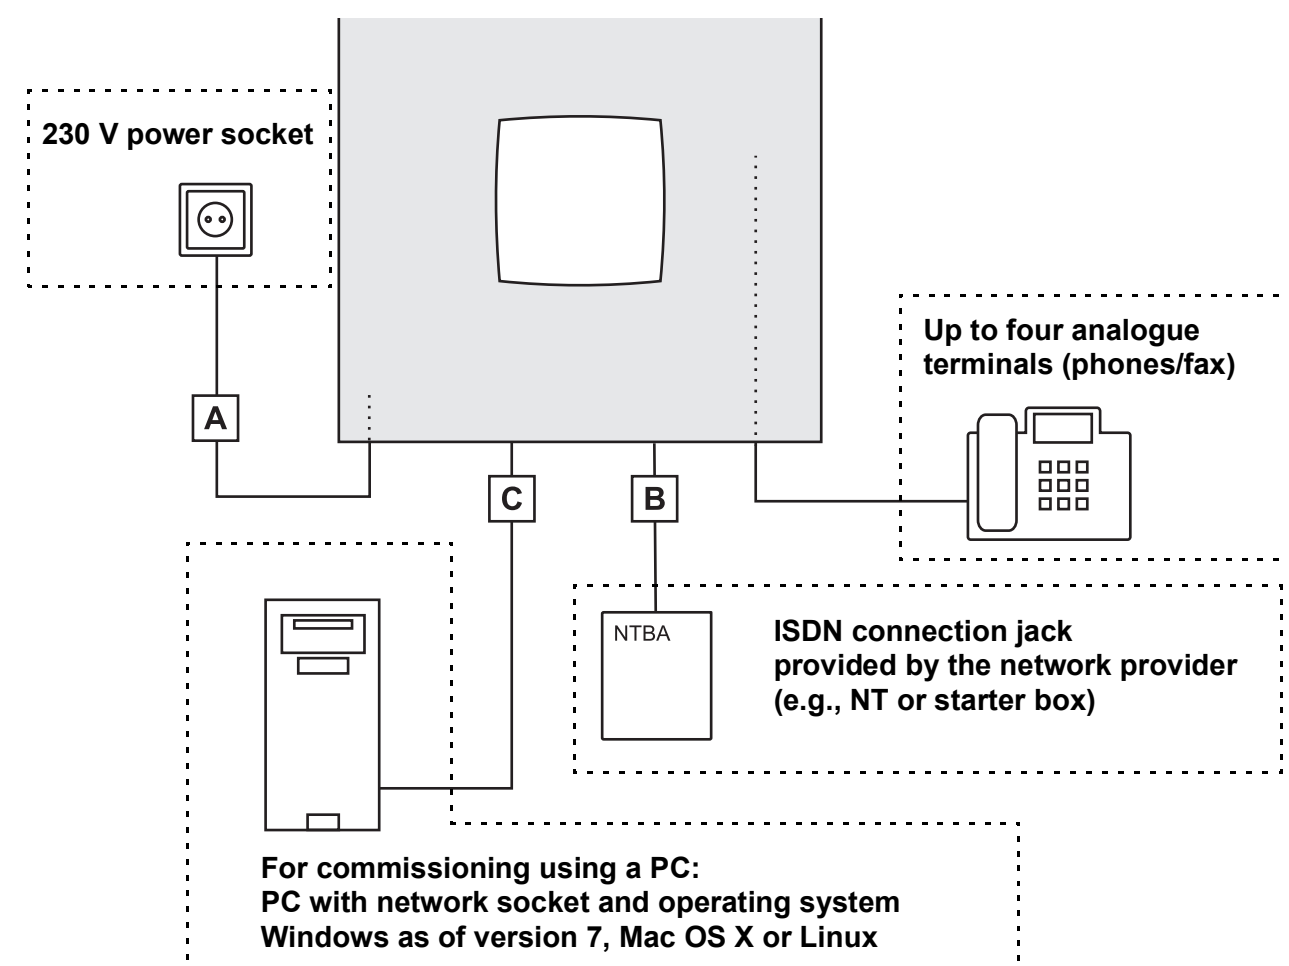 230 V power socket
Up to four analogue
terminals (phones/fax)
A
C
B
NTBA
ISDN connection jack
provided by the network provider
(e.g., NT or starter box)
For commissioning using a PC:
PC with network socket and operating system
Windows as of version 7, Mac OS X or Linux